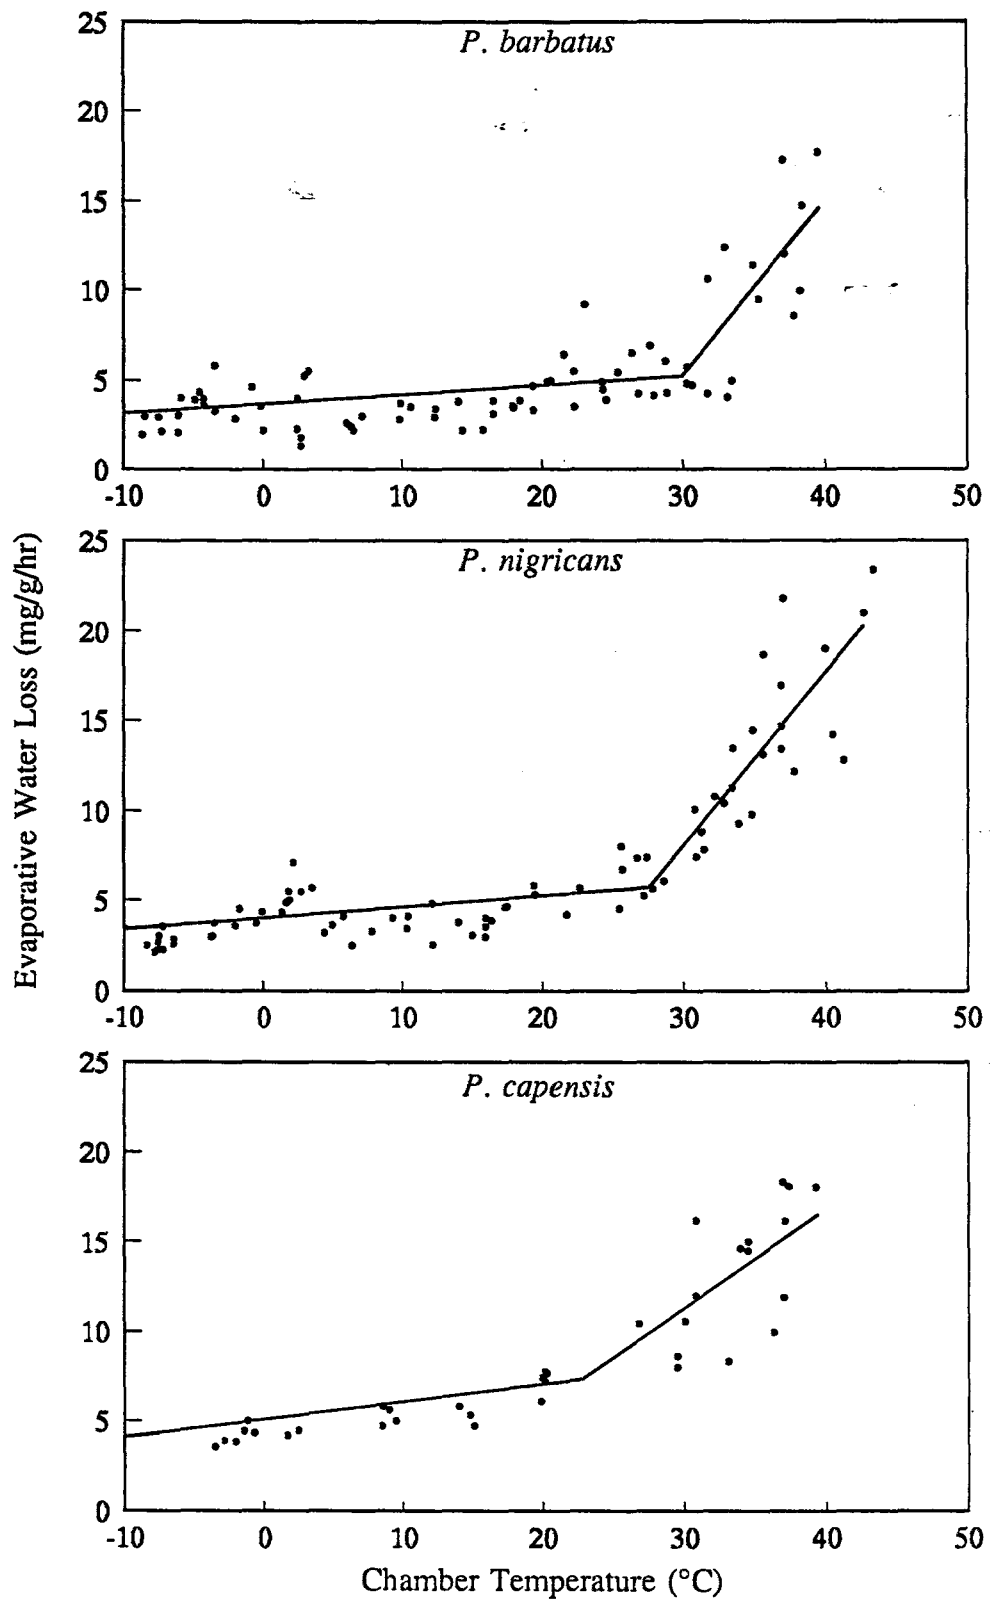 P. barbatus
25
20
15
10
5
0
-10 0 10 20 30 40 50
P. nigricans
25
20
15
10
5
0
-10 0 10 20 30 40 50
P. capensis
25
20
15
10
5
0
-10 0 10 20 30 40 50
Evaporative Water Loss (mg/g/hr)
Chamber Temperature (°C)